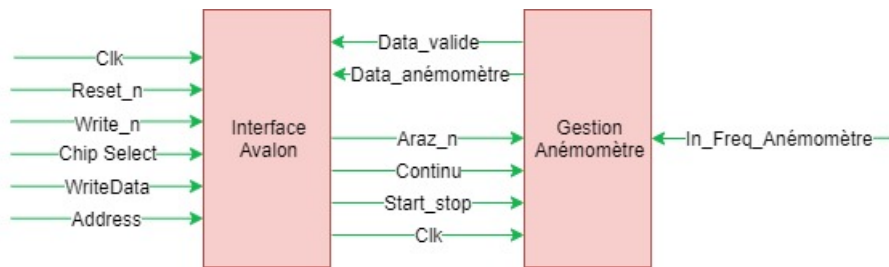 Clk
Reset_n
Write_n
Chip Select
WriteData
Address
Interface
Avalon
Data_valide
Data_anémomètre
Araz_n
Continu
Start_stop
Clk
Gestion
Anémomètre
In_Freq_Anémomètre